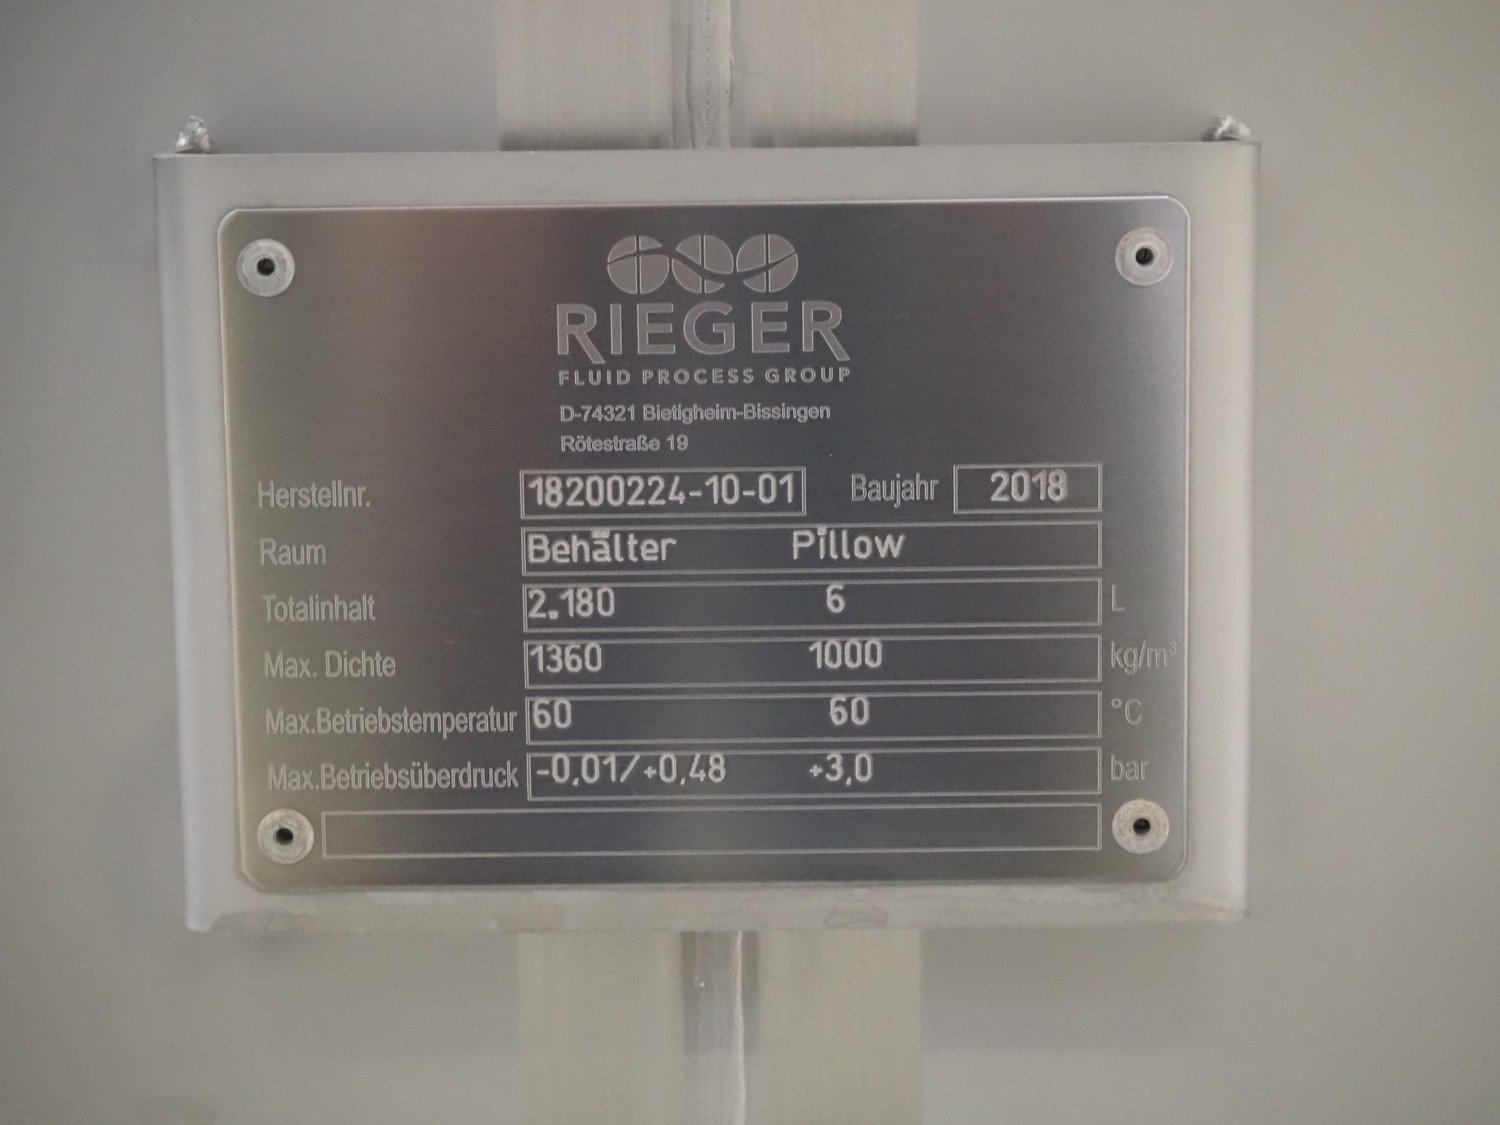 RIEGER
FLUID PROCESS GROUP
D-74321 Bietigheim-Bissingen
Rötestraße 19
Herstellnr. 18200224-10-01 Baujahr 2018
Raum Behälter Pillow
Totalinhalt 2.180 6 L
Max. Dichte 1360 1000 kg/m³
Max.Betriebstemperatur 60 60 °C
Max.Betriebsüberdruck -0,01/+0,48 +3,0 bar